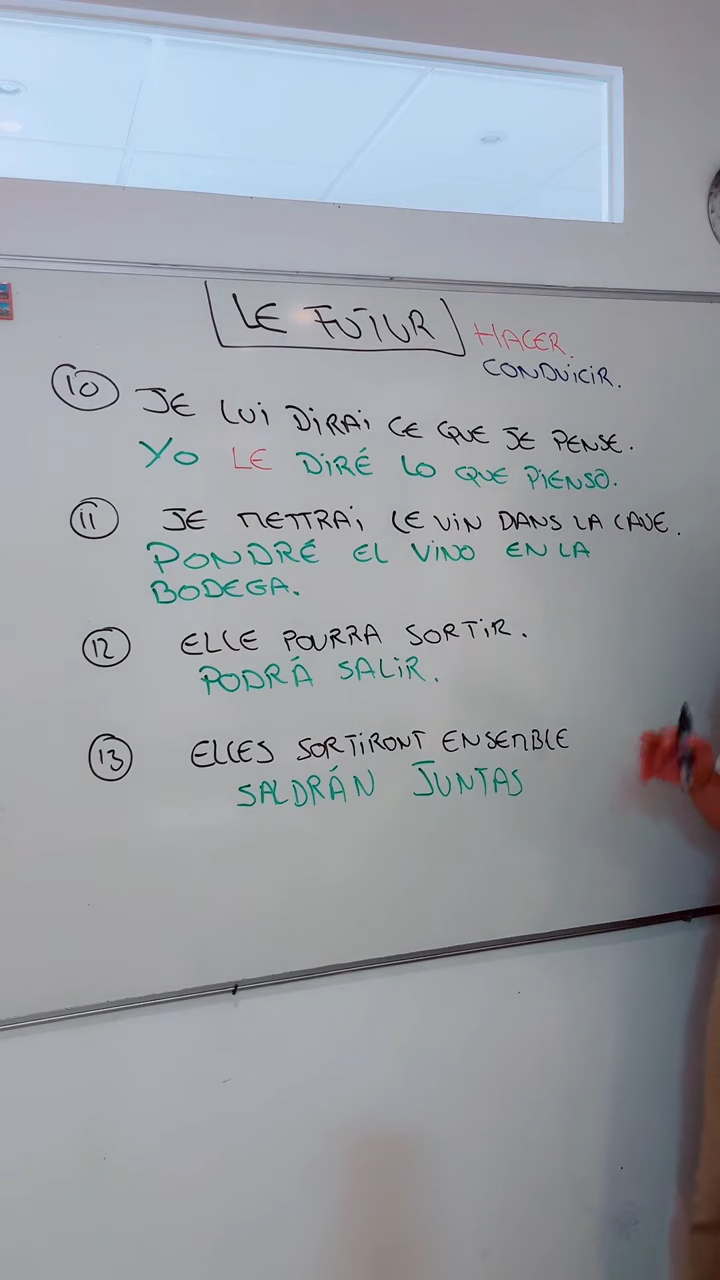 LE FUTUR
HACER.
CONDUICIR.
10 JE LUI DIRAI CE QUE JE PENSE.
YO LE DIRÉ LO QUE PIENSO.
11 JE METTRAI LE VIN DANS LA CAVE.
PONDRÉ EL VINO EN LA
BODEGA.
12 ELLE POURRA SORTIR.
PODRÁ SALIR.
13 ELLES SORTIRONT ENSEMBLE
SALDRÁN JUNTAS